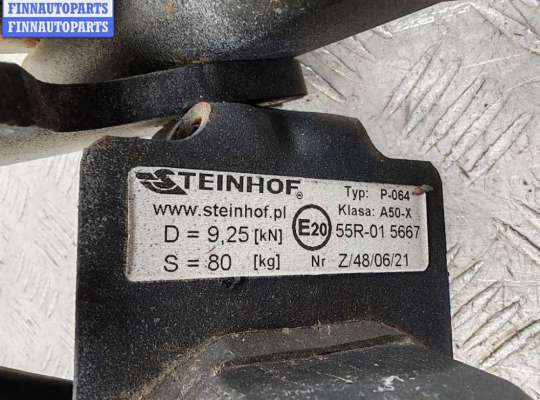 FINNAUTOPARTS
FINNAUTOPARTS
STEINHOF®
Typ: P-064
www.steinhof.pl
Klasa: A50-X
D = 9,25 [kN]
E20
55R-01 5667
S = 80 [kg]
Nr Z/48/06/21